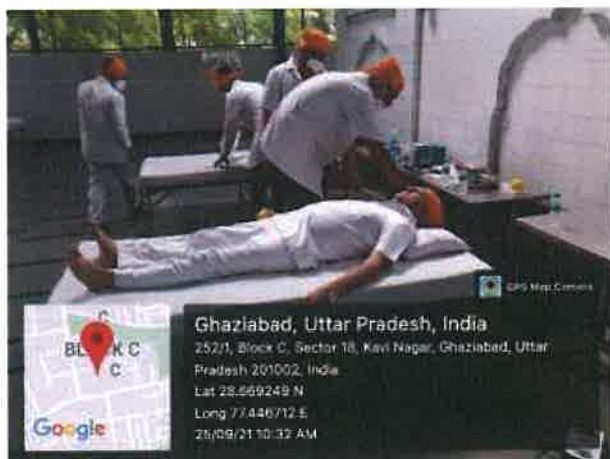 GPS Map Camera
C
BLOCK C
C
Google
Ghaziabad, Uttar Pradesh, India
252/1, Block C, Sector 18, Kavi Nagar, Ghaziabad, Uttar
Pradesh 201002, India
Lat 28.669249 N
Long 77.446712 E
25/09/21 10:32 AM